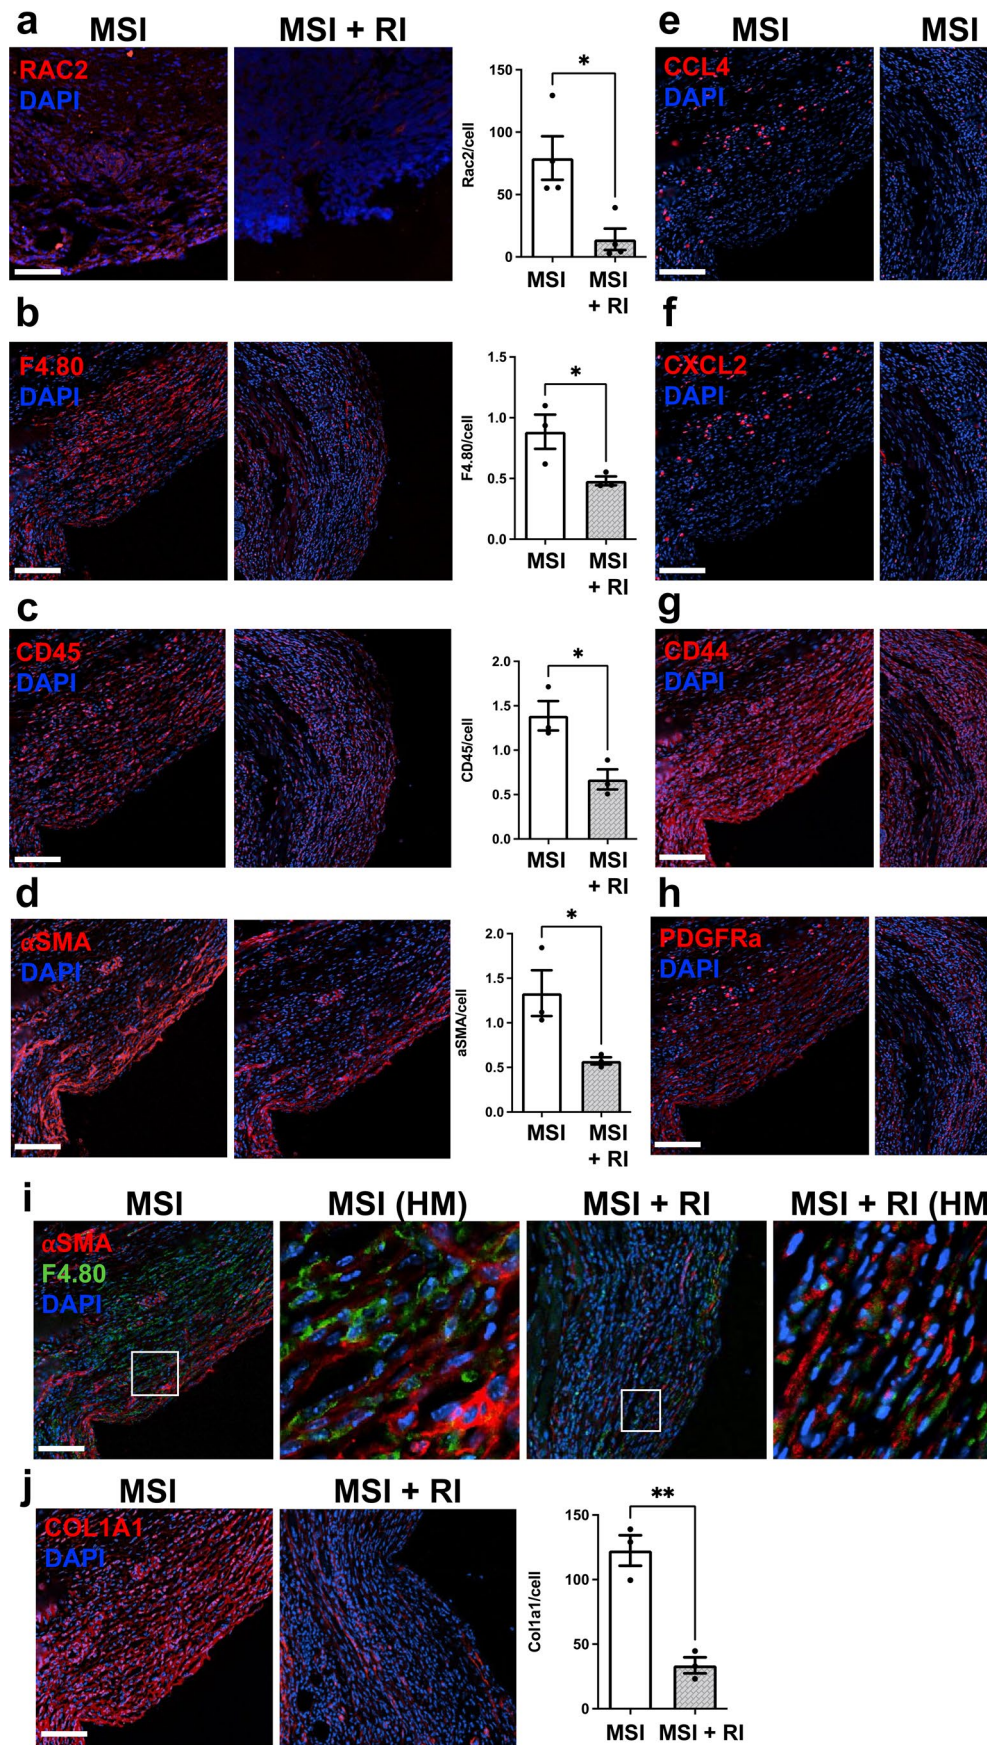 a
MSI
MSI + RI
RAC2
DAPI
Rac2/cell
150
100
50
0
*
MSI
MSI
+ RI
e
MSI
MSI
CCL4
DAPI
b
F4.80
DAPI
F4.80/cell
1.5
1.0
0.5
0.0
*
MSI
MSI
+ RI
f
CXCL2
DAPI
c
CD45
DAPI
CD45/cell
2.0
1.5
1.0
0.5
0.0
*
MSI
MSI
+ RI
g
CD44
DAPI
d
αSMA
DAPI
aSMA/cell
2.0
1.5
1.0
0.5
0.0
*
MSI
MSI
+ RI
h
PDGFRa
DAPI
i
MSI
MSI (HM)
MSI + RI
MSI + RI (HM
αSMA
F4.80
DAPI
j
MSI
MSI + RI
COL1A1
DAPI
Col1a1/cell
150
100
50
0
**
MSI
MSI + RI